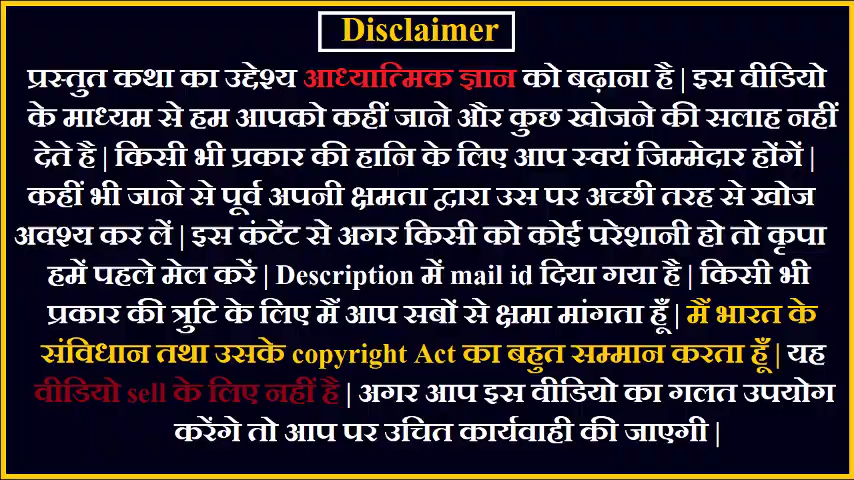 Disclaimer
प्रस्तुत कथा का उद्देश्य आध्यात्मिक ज्ञान को बढ़ाना है | इस वीडियो
के माध्यम से हम आपको कहीं जाने और कुछ खोजने की सलाह नहीं
देते है | किसी भी प्रकार की हानि के लिए आप स्वयं जिम्मेदार होंगें |
कहीं भी जाने से पूर्व अपनी क्षमता द्वारा उस पर अच्छी तरह से खोज
अवश्य कर लें | इस कंटेंट से अगर किसी को कोई परेशानी हो तो कृपा
हमें पहले मेल करें | Description में mail id दिया गया है | किसी भी
प्रकार की त्रुटि के लिए मैं आप सबों से क्षमा मांगता हूँ | मैं भारत के
संविधान तथा उसके copyright Act का बहुत सम्मान करता हूँ | यह
वीडियो sell के लिए नहीं है | अगर आप इस वीडियो का गलत उपयोग
करेंगे तो आप पर उचित कार्यवाही की जाएगी |